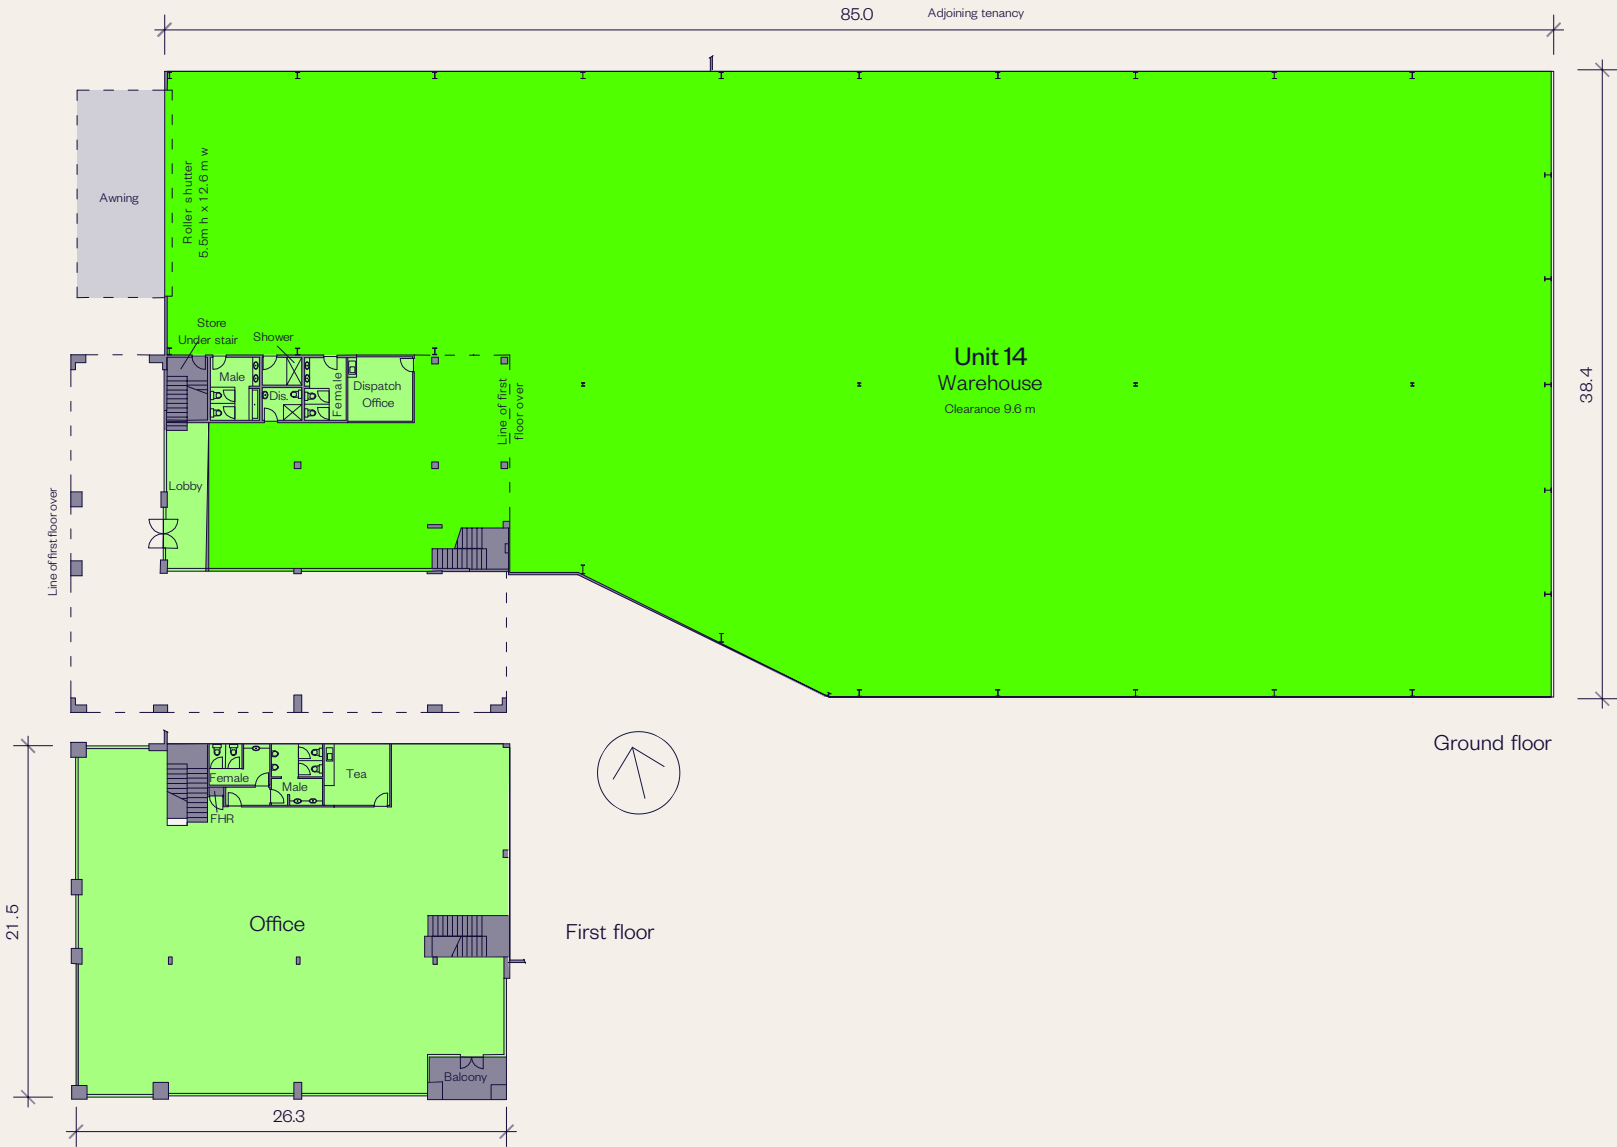 85.0
Adjoining tenancy
Awning
Roller shutter
5.5m h x 12.6 m w
Store
Under stair
Shower
Male
Dis.
Female
Dispatch
Office
Line of first
floor over
Unit 14
Warehouse
Clearance 9.6 m
38.4
Lobby
Line of first floor over
Ground floor
Female
Male
Tea
FHR
Office
First floor
21.5
Balcony
26.3